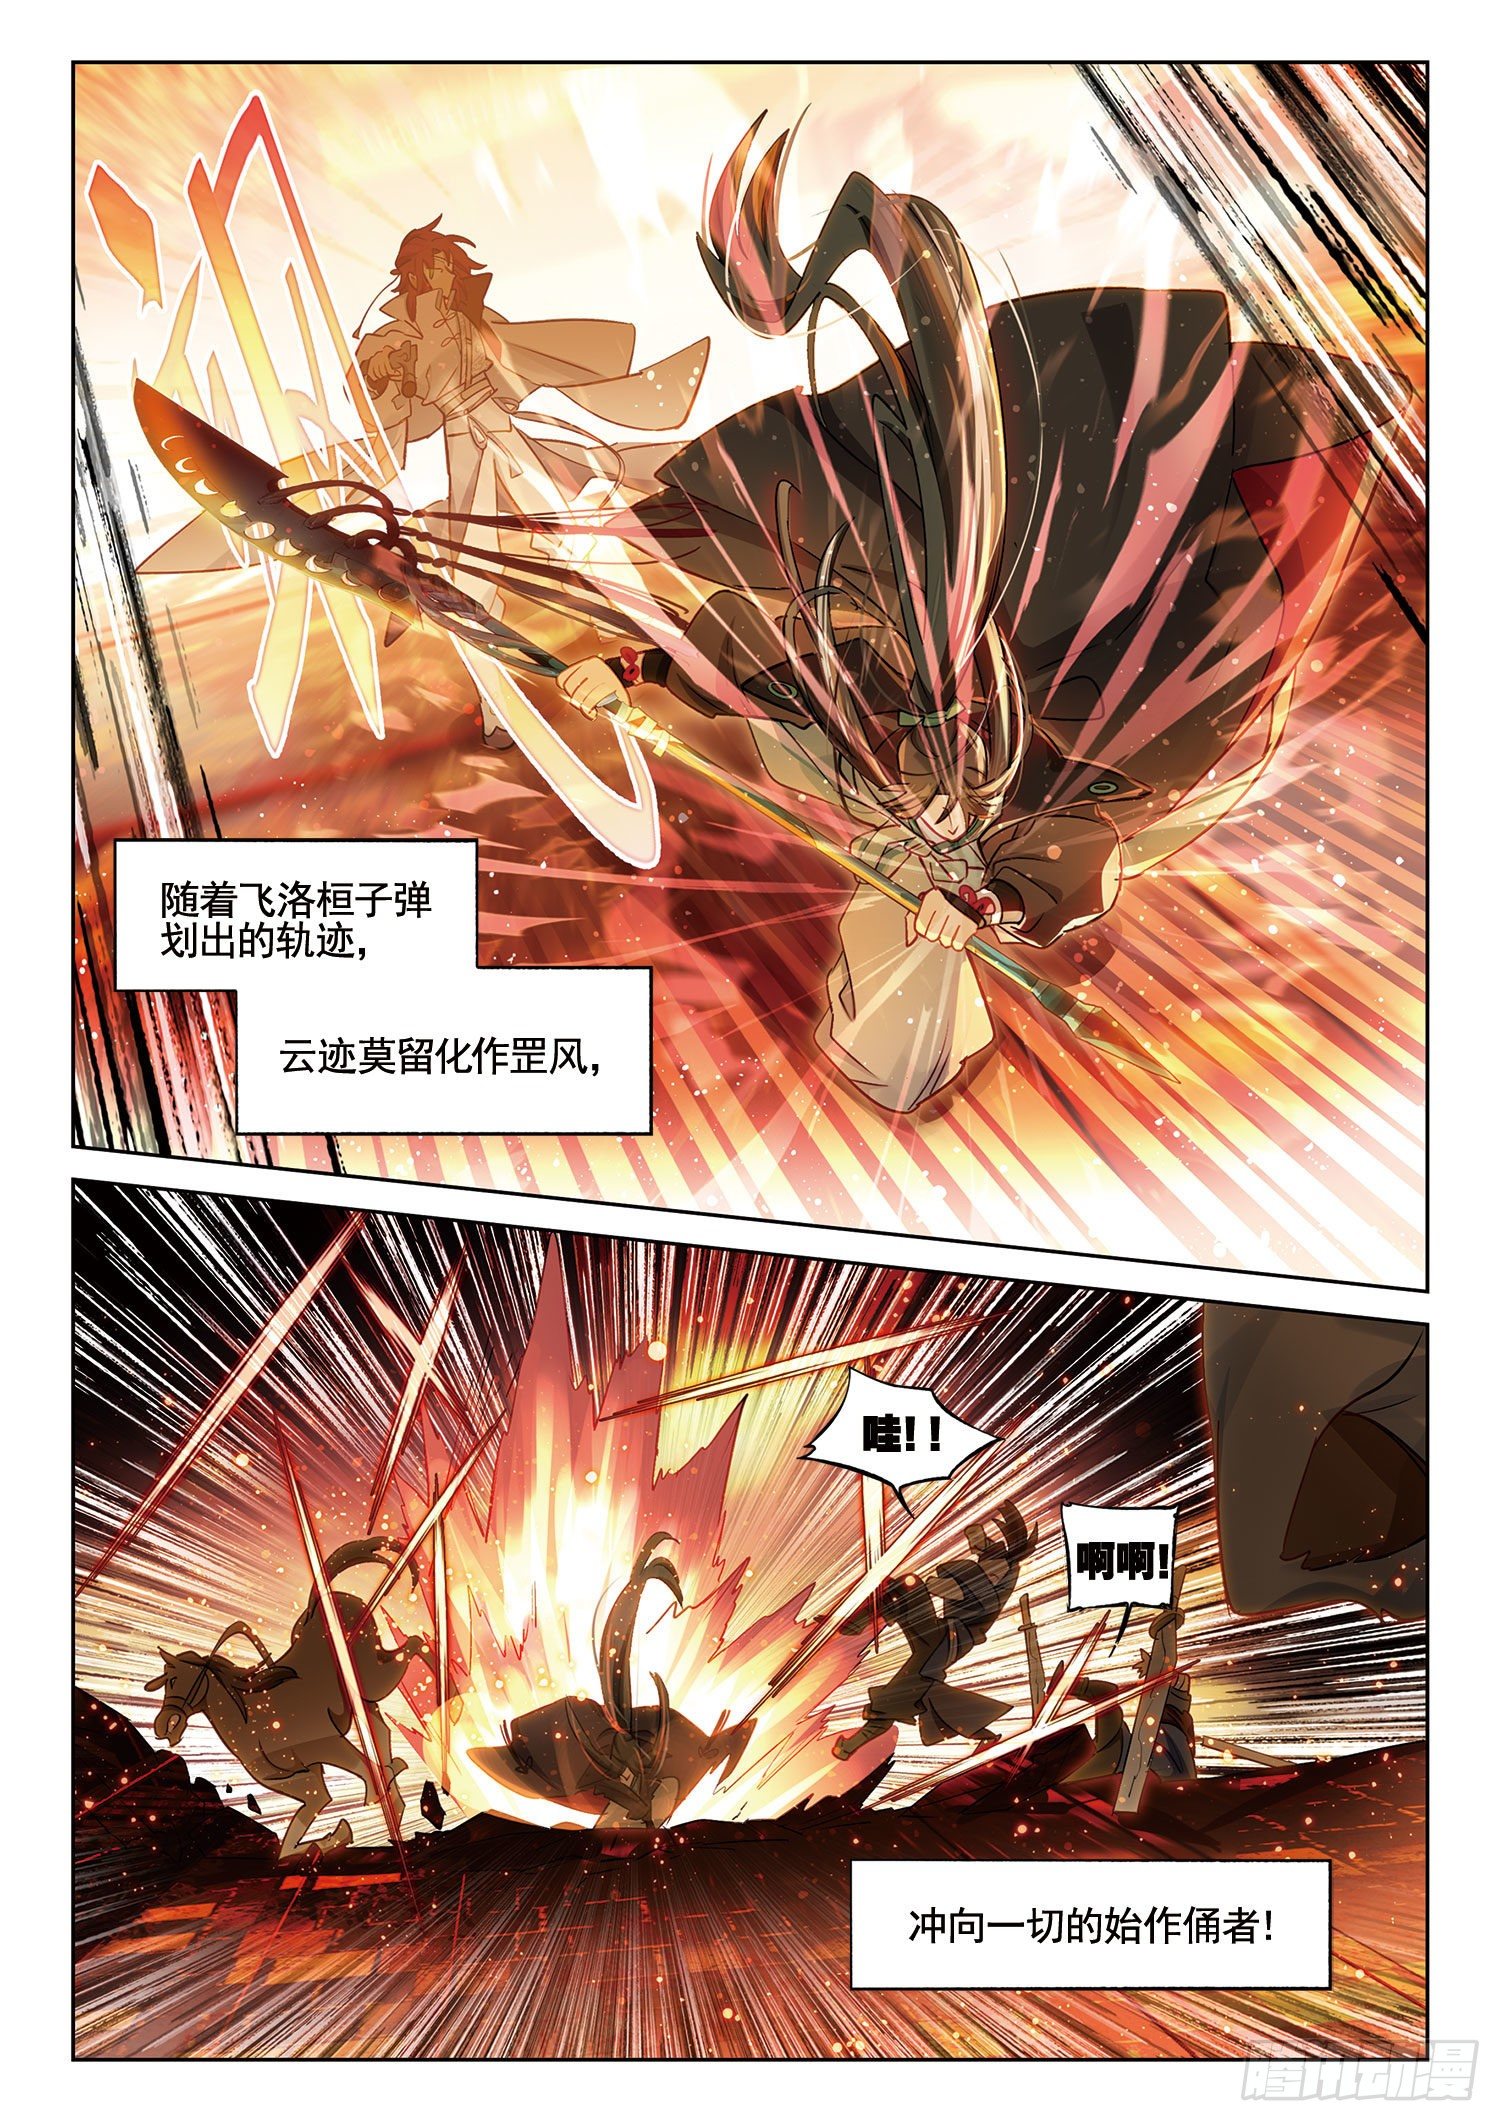 随着飞洛桓子弹
划出的轨迹，
云迹莫留化作罡风，
哇！！
啊啊！
冲向一切的始作俑者！
腾讯动漫